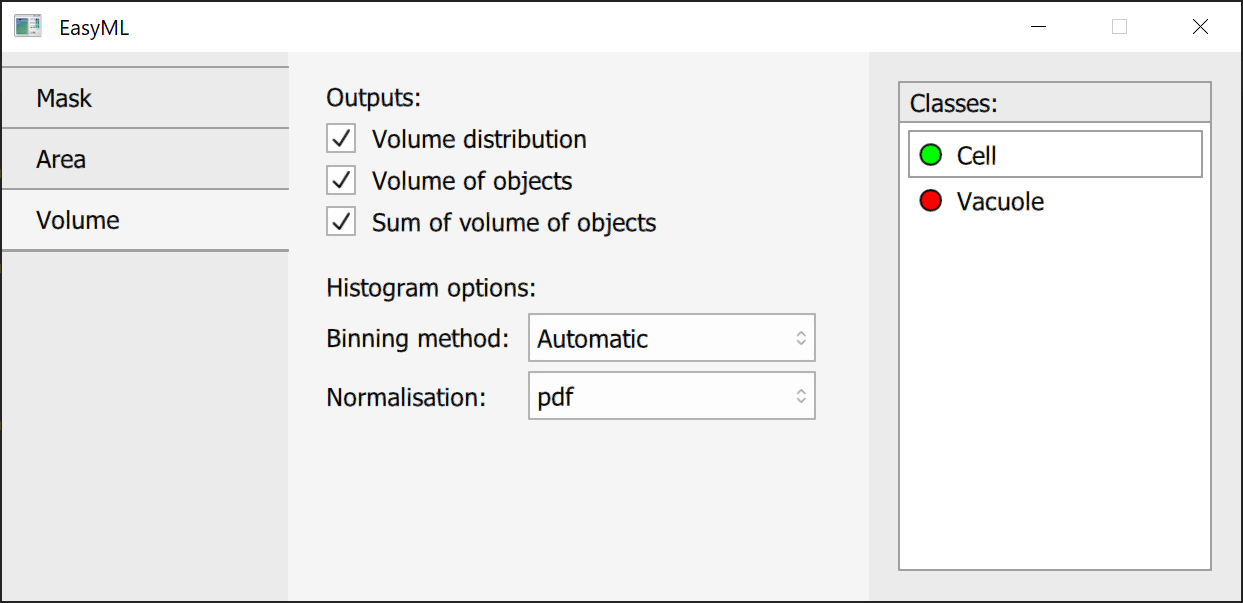 EasyML
Mask
Area
Volume
Outputs:
Volume distribution
Volume of objects
Sum of volume of objects
Histogram options:
Binning method: Automatic
Normalisation: pdf
Classes:
Cell
Vacuole